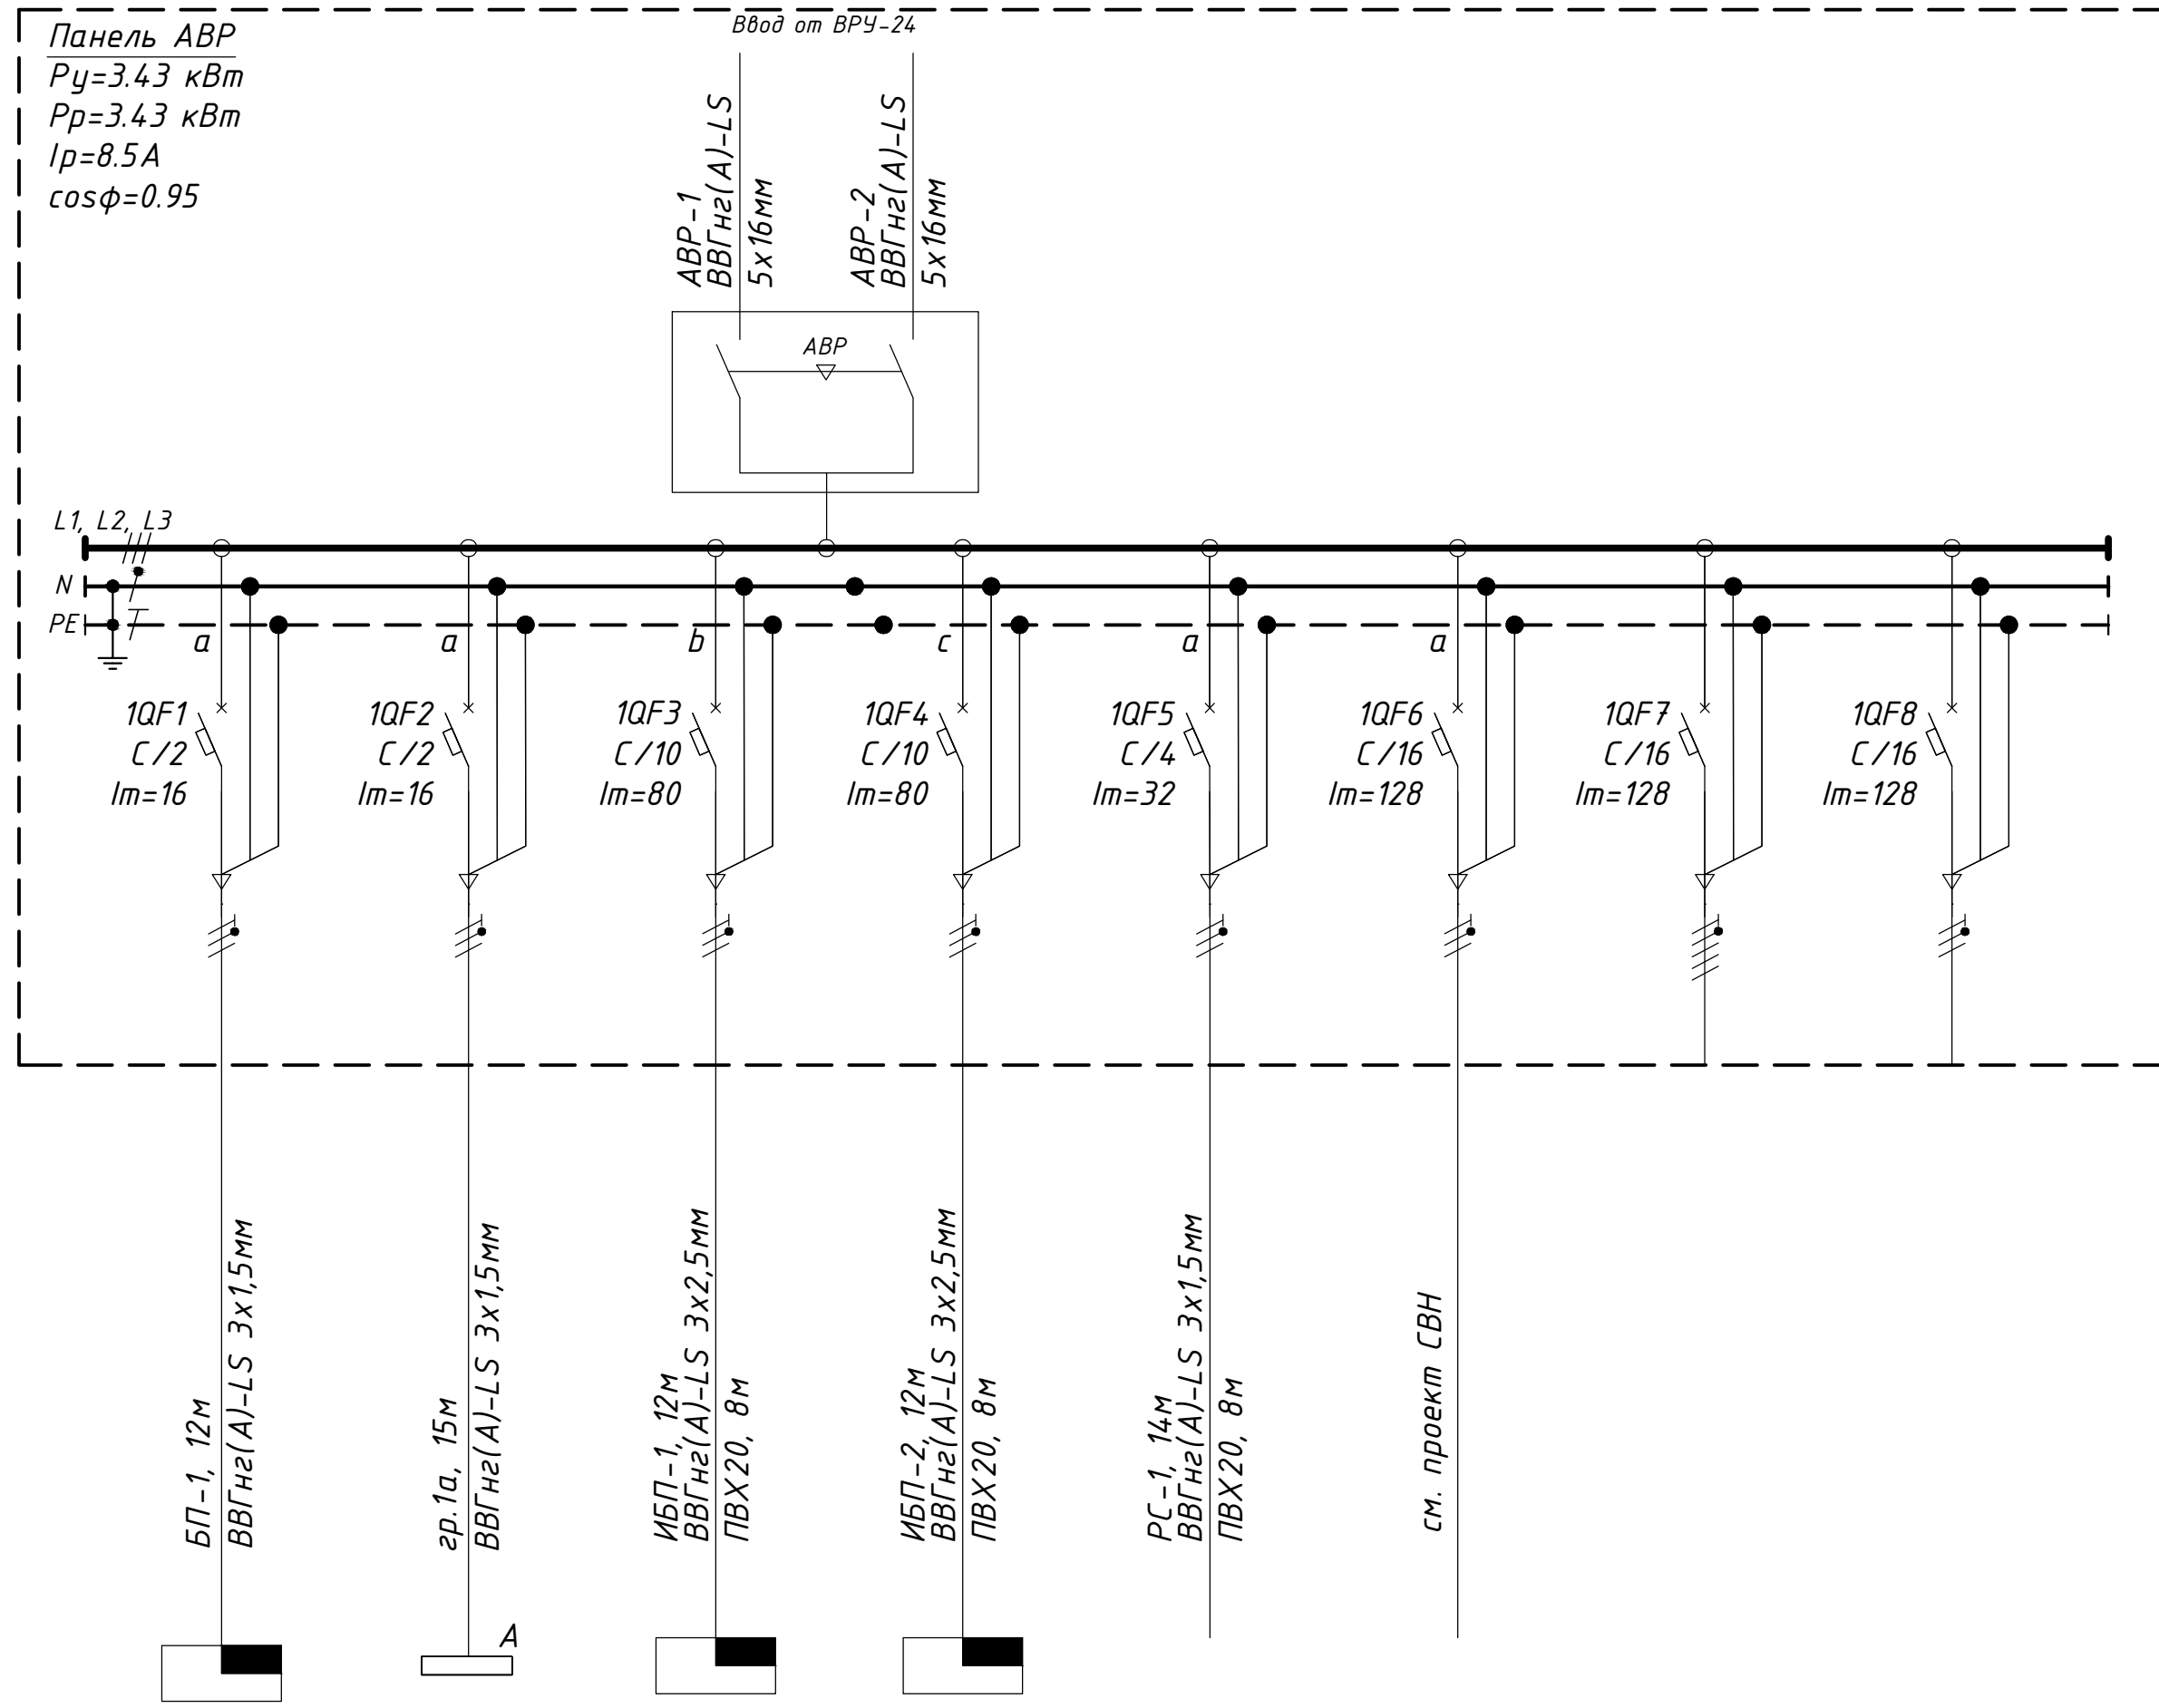 Панель АВР
Ру=3.43 кВт
Рр=3.43 кВт
Iр=8.5А
cosφ=0.95
Ввод от ВРУ-24
АВР-1
ВВГнг(А)-LS
5х16мм
АВР-2
ВВГнг(А)-LS
5х16мм
АВР
L1, L2, L3
N
PE
a
a
b
c
a
a
1QF1
C/2
Im=16
1QF2
C/2
Im=16
1QF3
C/10
Im=80
1QF4
C/10
Im=80
1QF5
C/4
Im=32
1QF6
C/16
Im=128
1QF7
C/16
Im=128
1QF8
C/16
Im=128
БП-1, 12м
ВВГнг(А)-LS 3х1,5мм
гр.1а, 15м
ВВГнг(А)-LS 3х1,5мм
ИБП-1, 12м
ВВГнг(А)-LS 3х2,5мм
ПВХ20, 8м
ИБП-2, 12м
ВВГнг(А)-LS 3х2,5мм
ПВХ20, 8м
РС-1, 14м
ВВГнг(А)-LS 3х1,5мм
ПВХ20, 8м
см. проект СВН
А